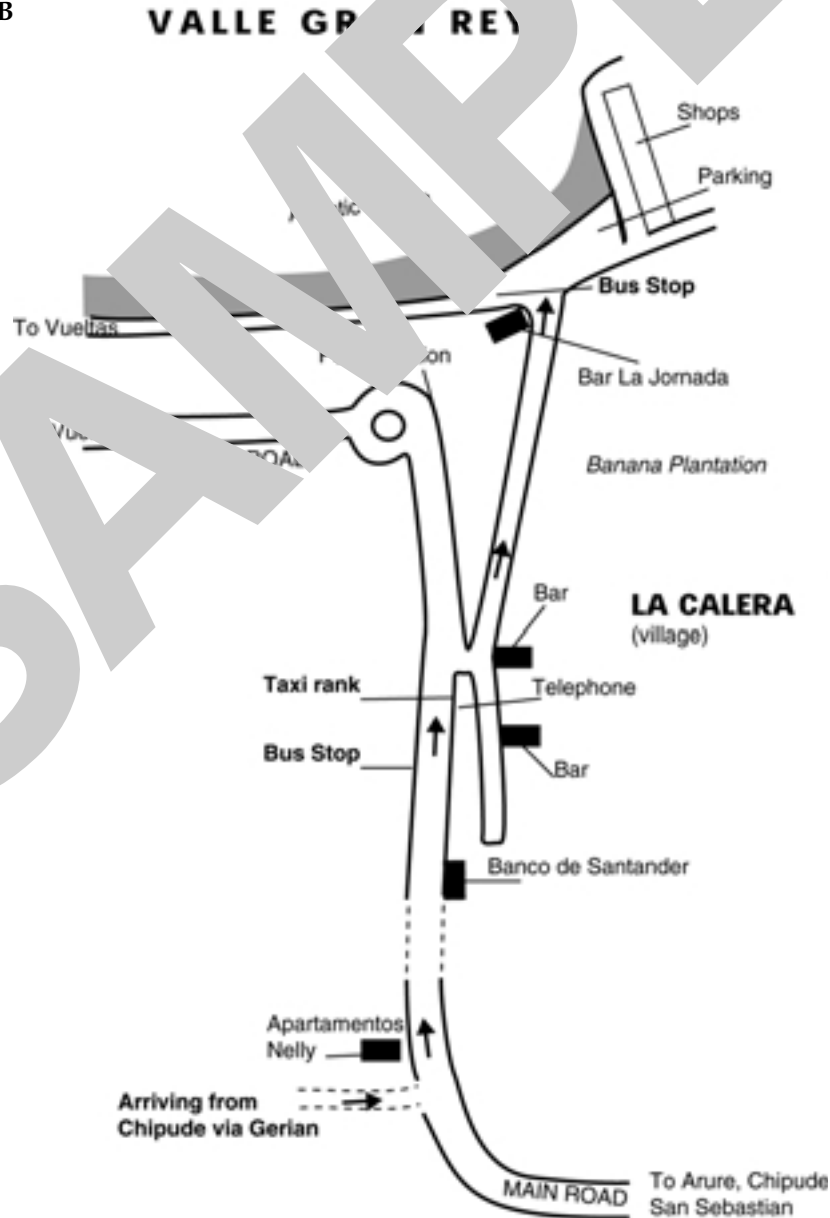 B
VALLE GR REY
Shops
Parking
Bus Stop
To Vueltas
Bar La Jornada
Banana Plantation
Bar
LA CALERA
(village)
Taxi rank
Telephone
Bus Stop
Bar
Banco de Santander
Apartamentos
Nelly
Arriving from
Chipude via Gerian
MAIN ROAD
To Arure, Chipude
San Sebastian
SAMPLE